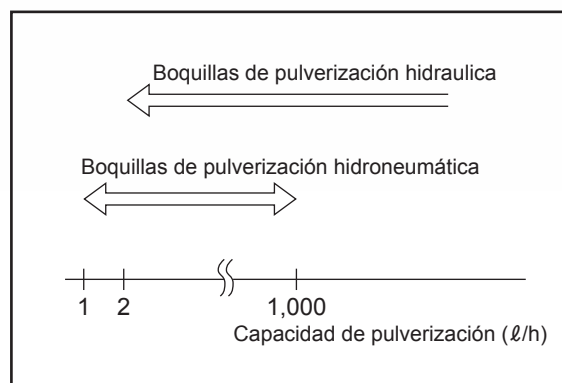 Boquillas de pulverización hidraulica
Boquillas de pulverización hidroneumática
1 2 1,000
Capacidad de pulverización (ℓ/h)